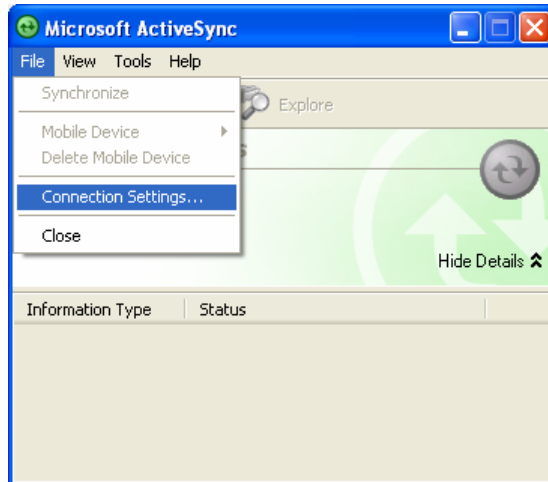 Microsoft ActiveSync
File View Tools Help
Synchronize
Explore
Mobile Device
Delete Mobile Device
Connection Settings...
Close
Hide Details
Information Type Status